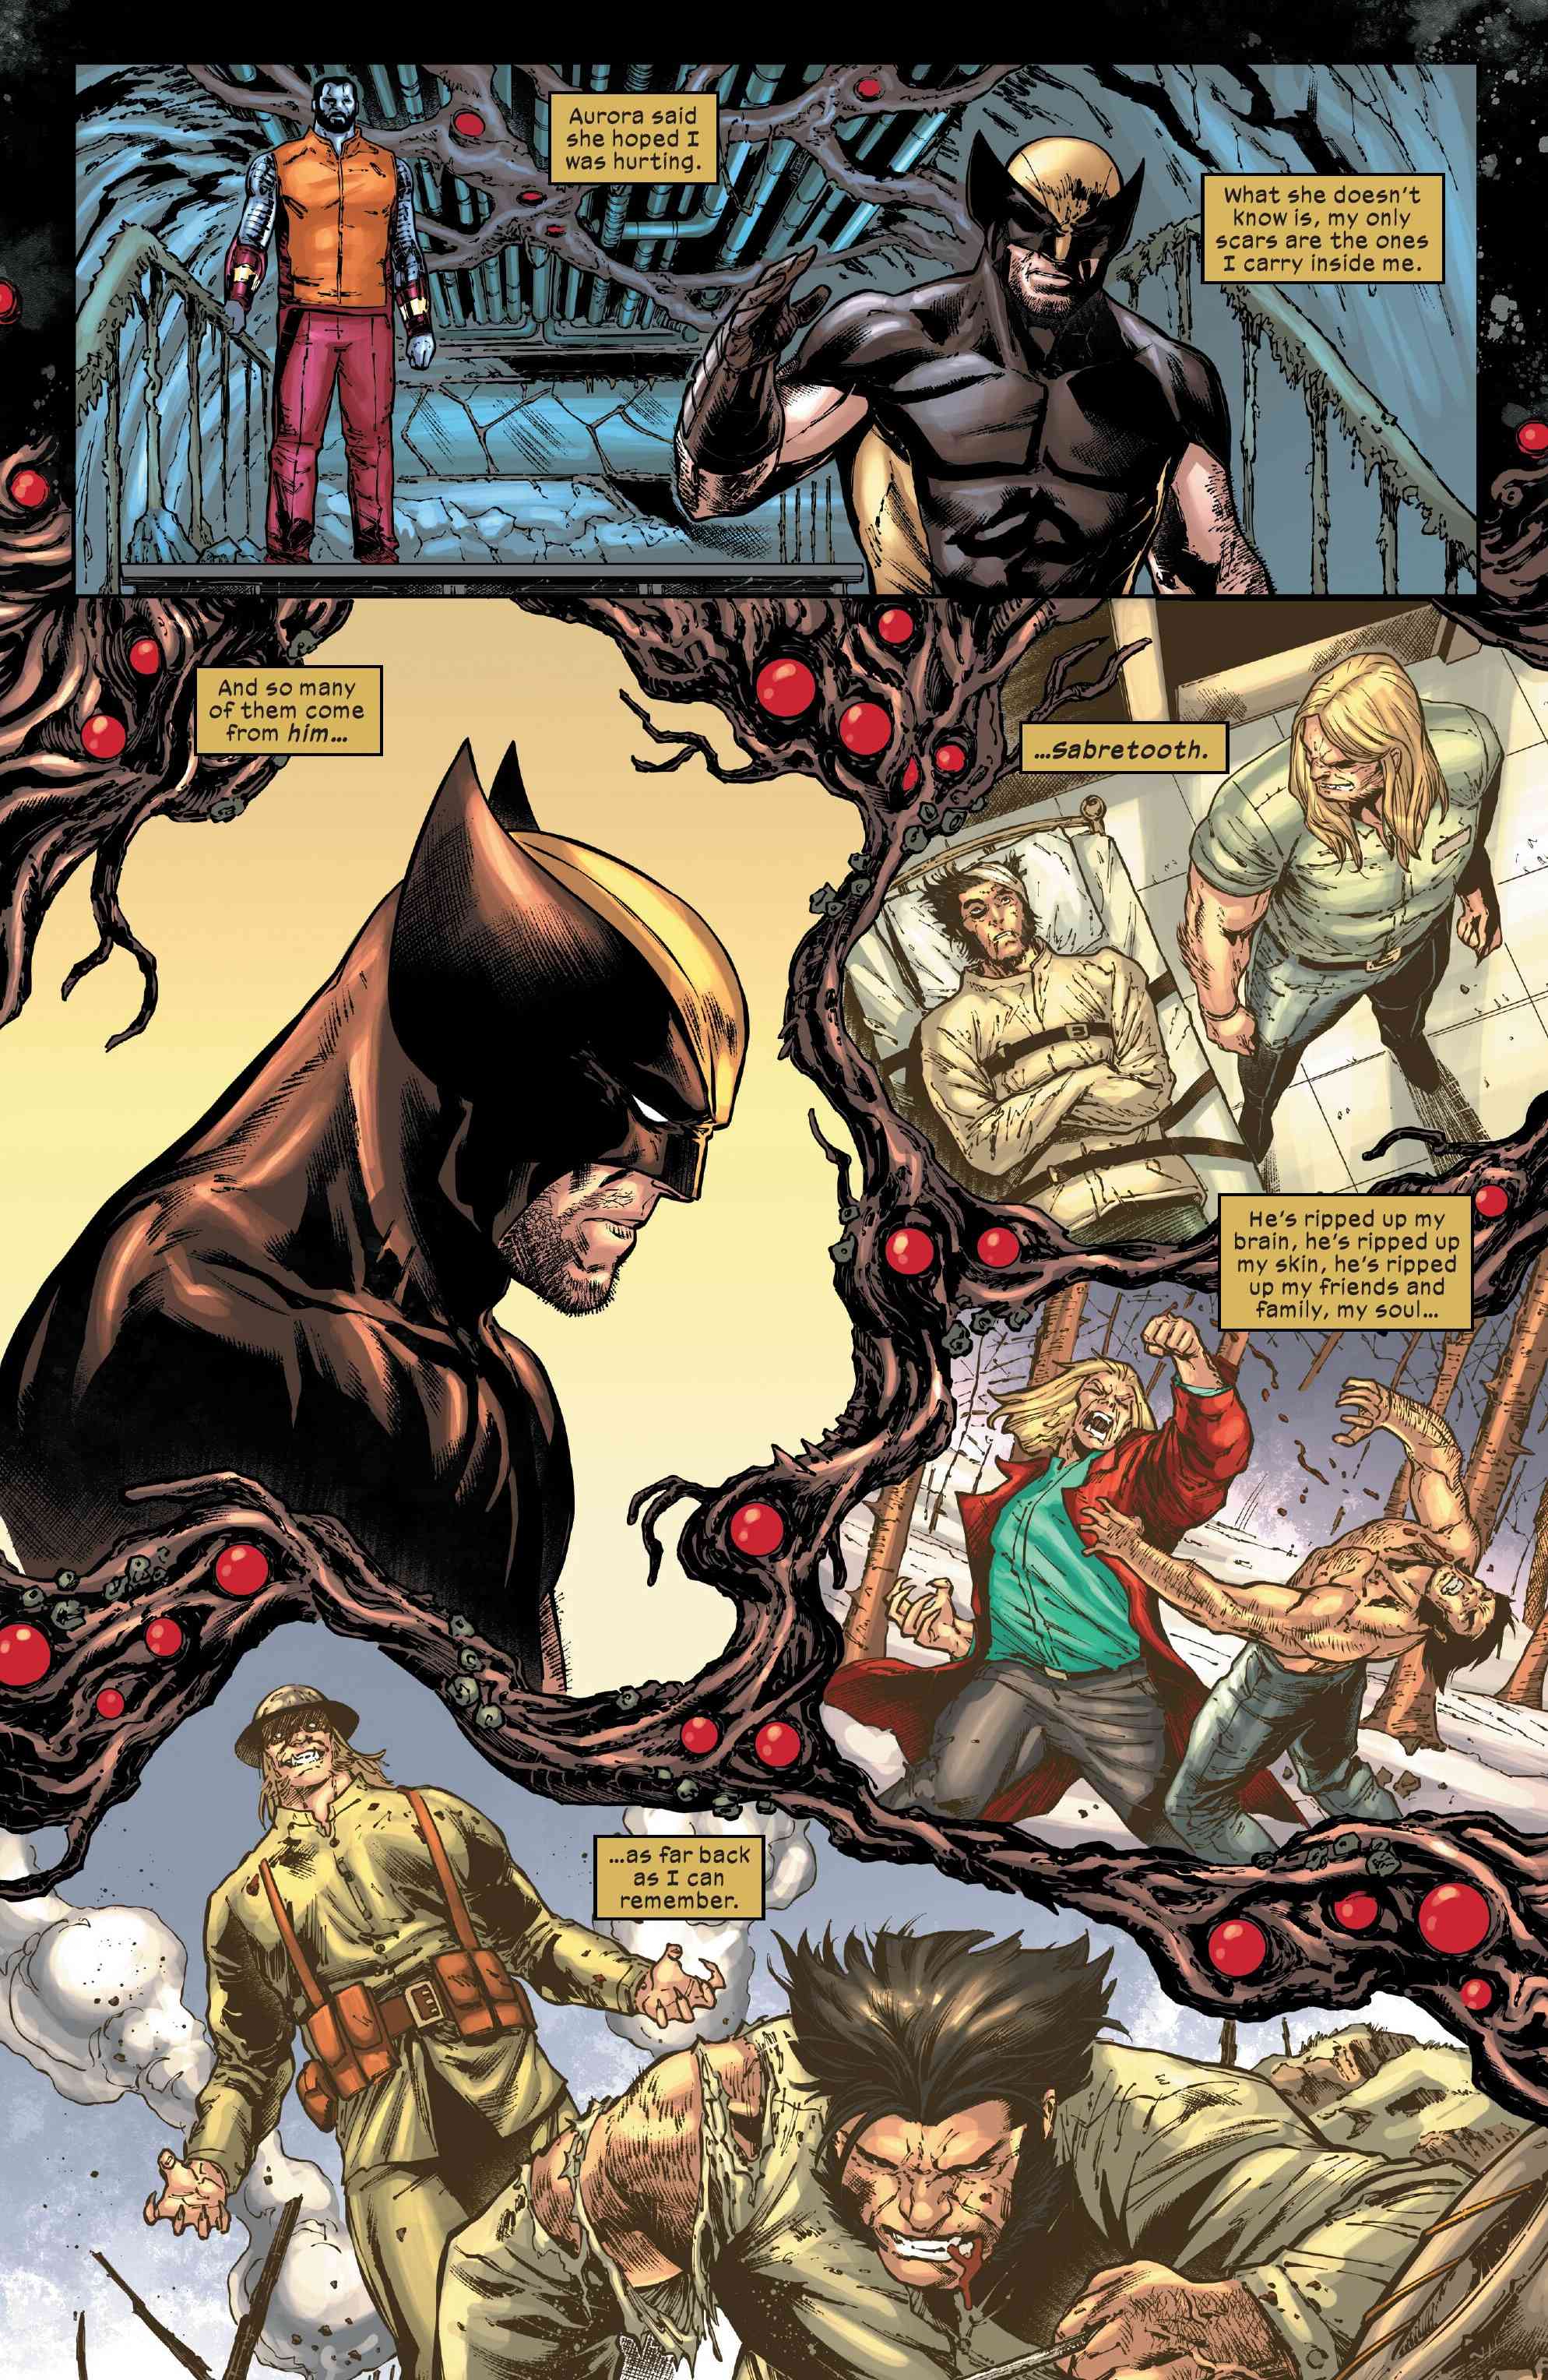 Aurora said
she hoped I
was hurting.
What she doesn't
know is, my only
scars are the ones
I carry inside me.
And so many
of them come
from him...
...Sabretooth.
He's ripped up my
brain, he's ripped up
my skin, he's ripped
up my friends and
family, my soul...
...as far back
as I can
remember.